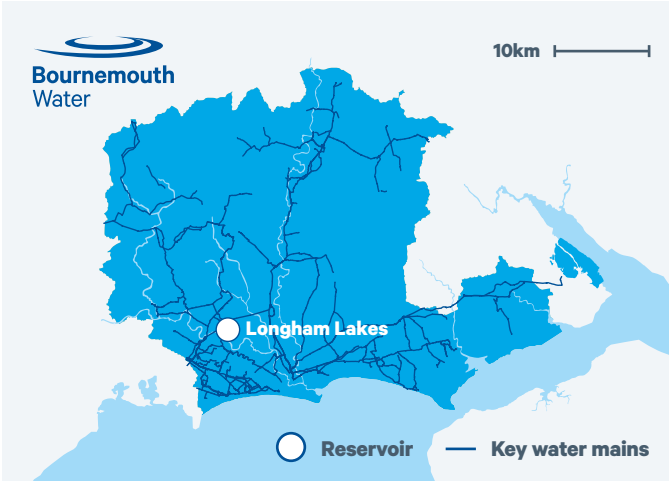 10km
Bournemouth
Water
Longham Lakes
Reservoir
Key water mains